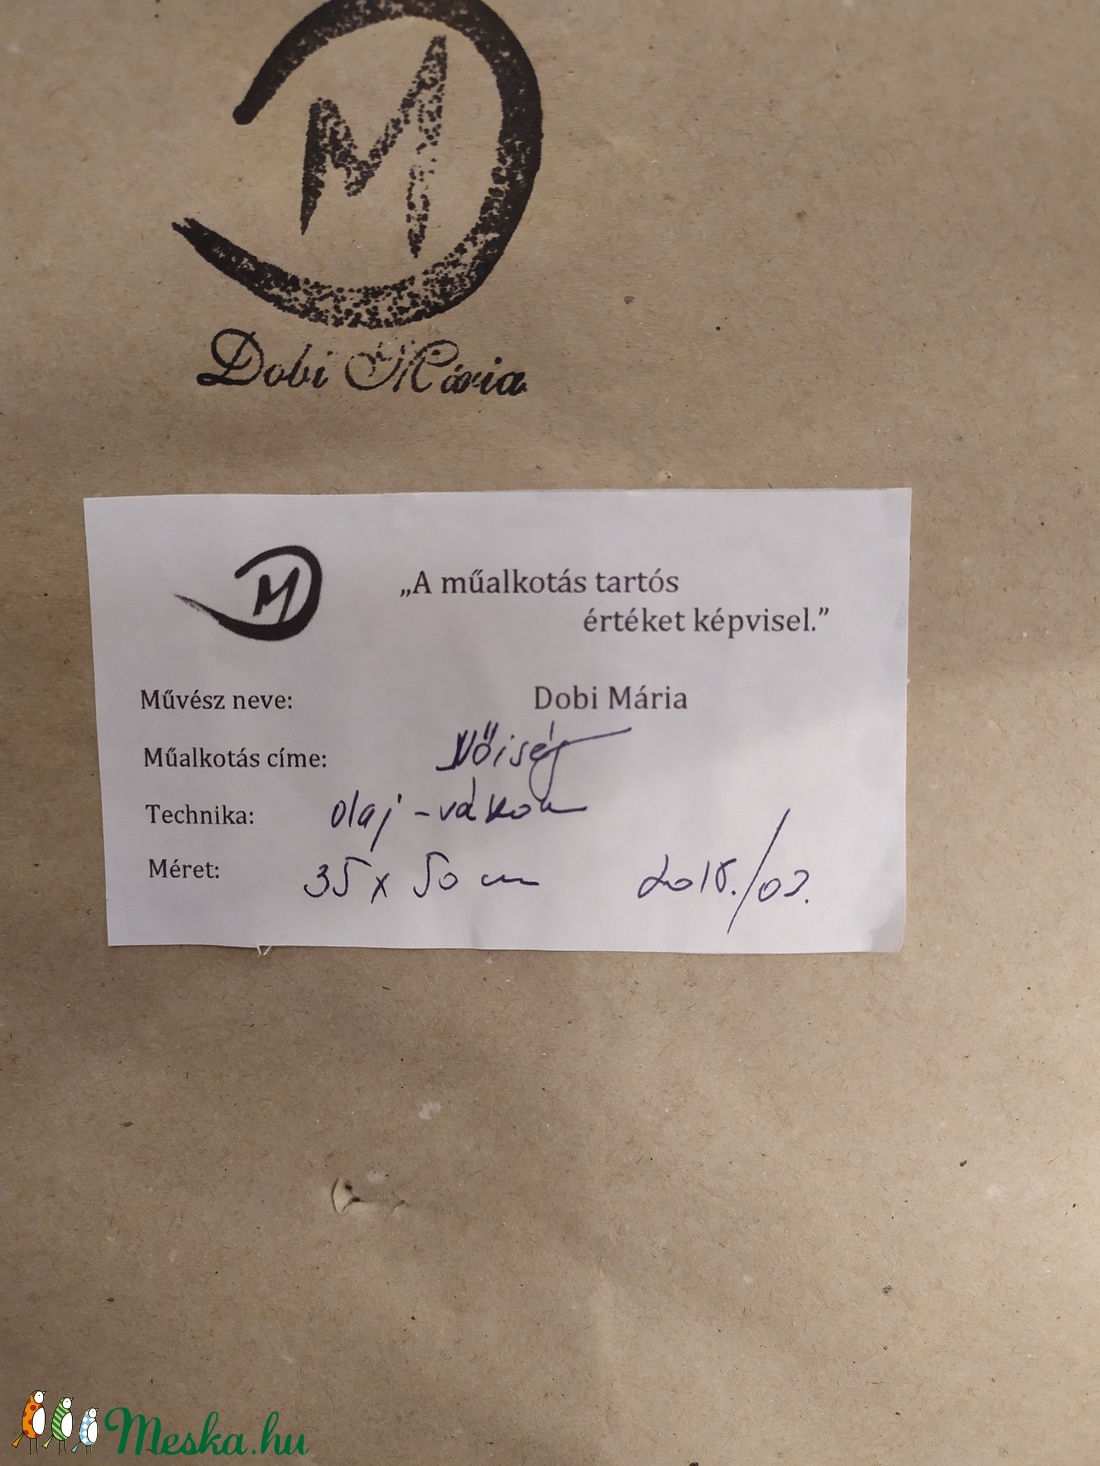 M
Dobi Mária
M
„A műalkotás tartós
értéket képvisel.”
Művész neve: Dobi Mária
Műalkotás címe: Nőiség
Technika: olaj - vászon
Méret: 35 x 50 cm 2018./03.
Meska.hu